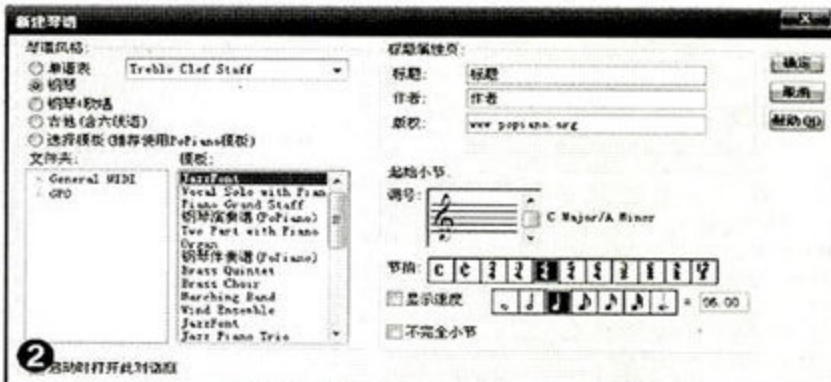 新建琴谱
琴谱风格:
单谱表 Treble Clef Staff
钢琴
钢琴+歌唱
吉他(含六线谱)
选择模板(推荐使用PoPiano模板)
文件夹:
General MIDI
GPO
模板:
JazzFont
Vocal Solo with Pian
Piano Grand Staff
钢琴演奏谱(PoPiano)
Two Part with Piano
Organ
钢琴伴奏谱(PoPiano)
Brass Quintet
Brass Choir
Marching Band
Wind Ensemble
JazzFont
Jazz Piano Trio
标题属性页:
标题: 标题
作者: 作者
版权: www.popiano.org
起始小节
调号: C Major/A Minor
节拍:
显示速度 = 96.00
不完全小节
确定
取消
帮助(H)
2
启动时打开此对话框